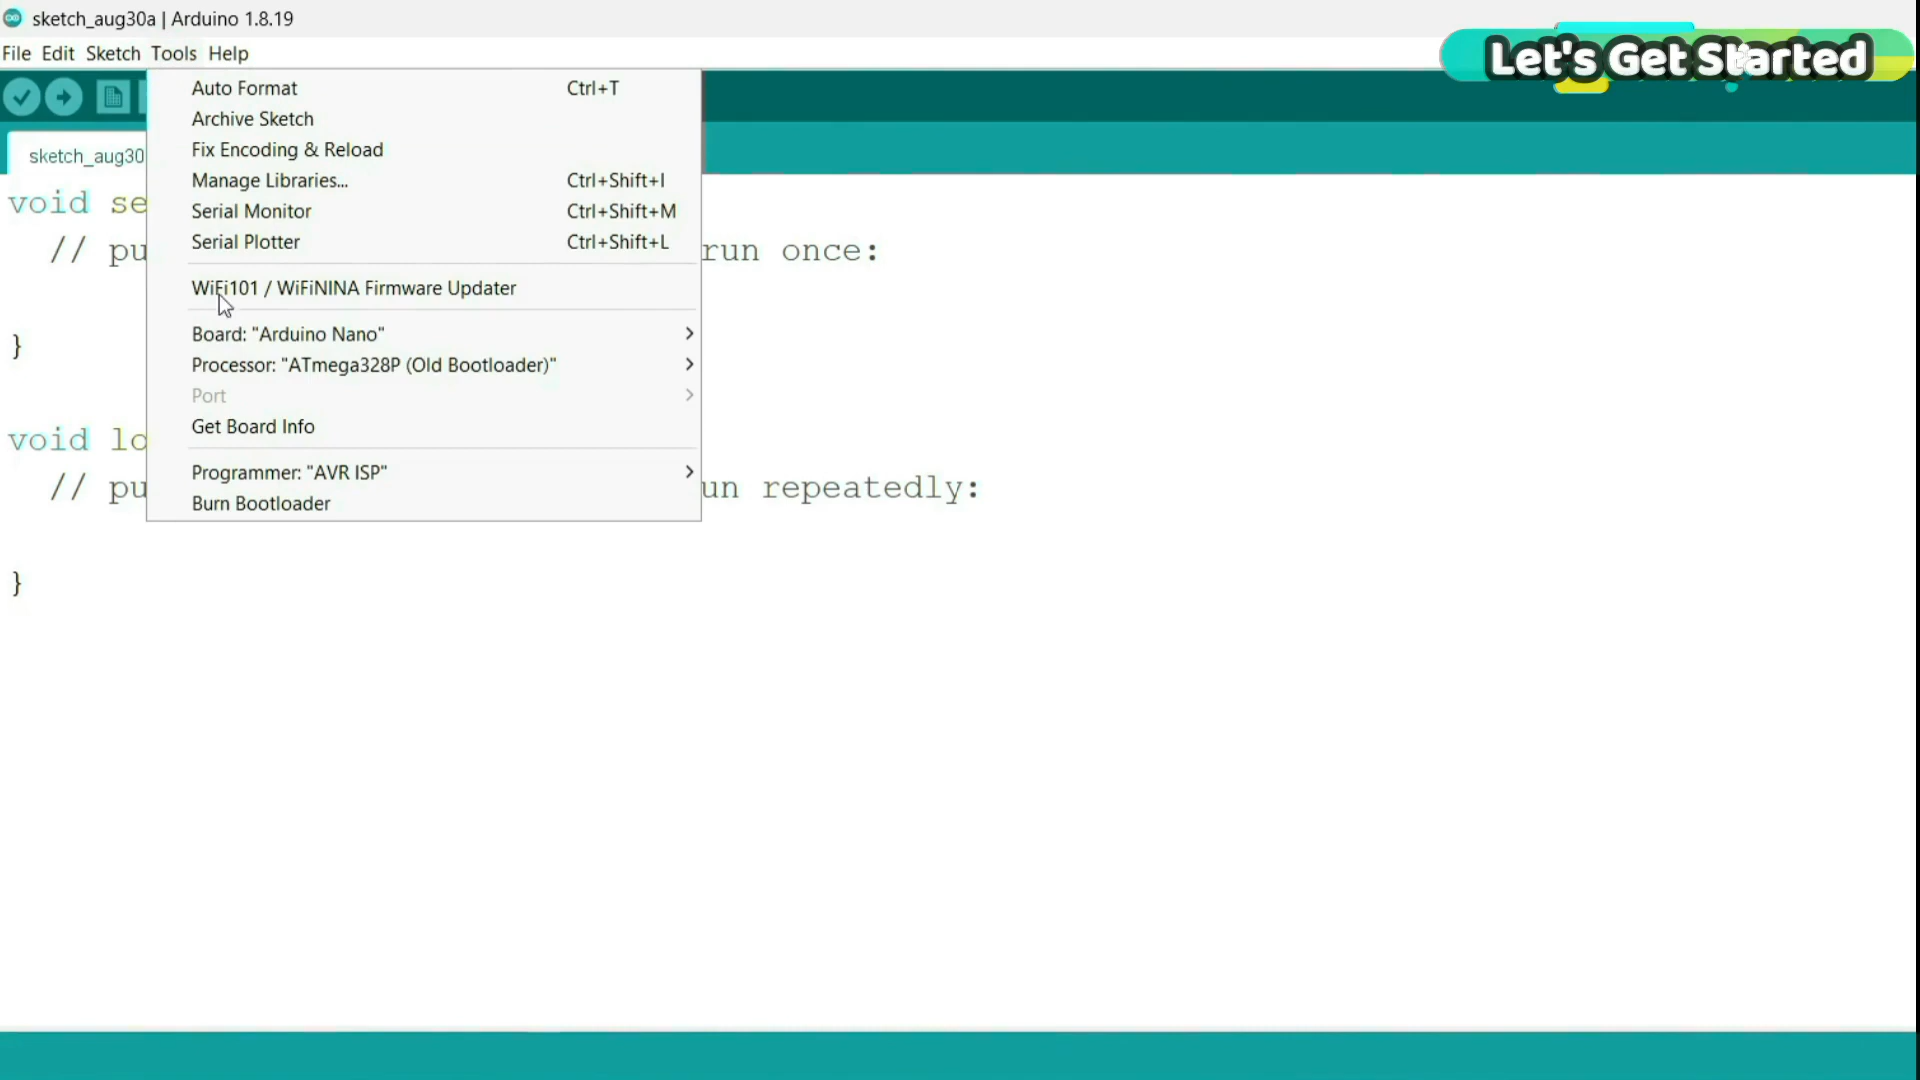 sketch_aug30a | Arduino 1.8.19
File Edit Sketch Tools Help
Let's Get Started
Auto Format Ctrl+T
Archive Sketch
Fix Encoding & Reload
Manage Libraries... Ctrl+Shift+I
Serial Monitor Ctrl+Shift+M
Serial Plotter Ctrl+Shift+L
WiFi101 / WiFiNINA Firmware Updater
Board: "Arduino Nano"
Processor: "ATmega328P (Old Bootloader)"
Port
Get Board Info
Programmer: "AVR ISP"
Burn Bootloader
sketch_aug30
void se
// pu run once:
}
void lo
// pu un repeatedly:
}